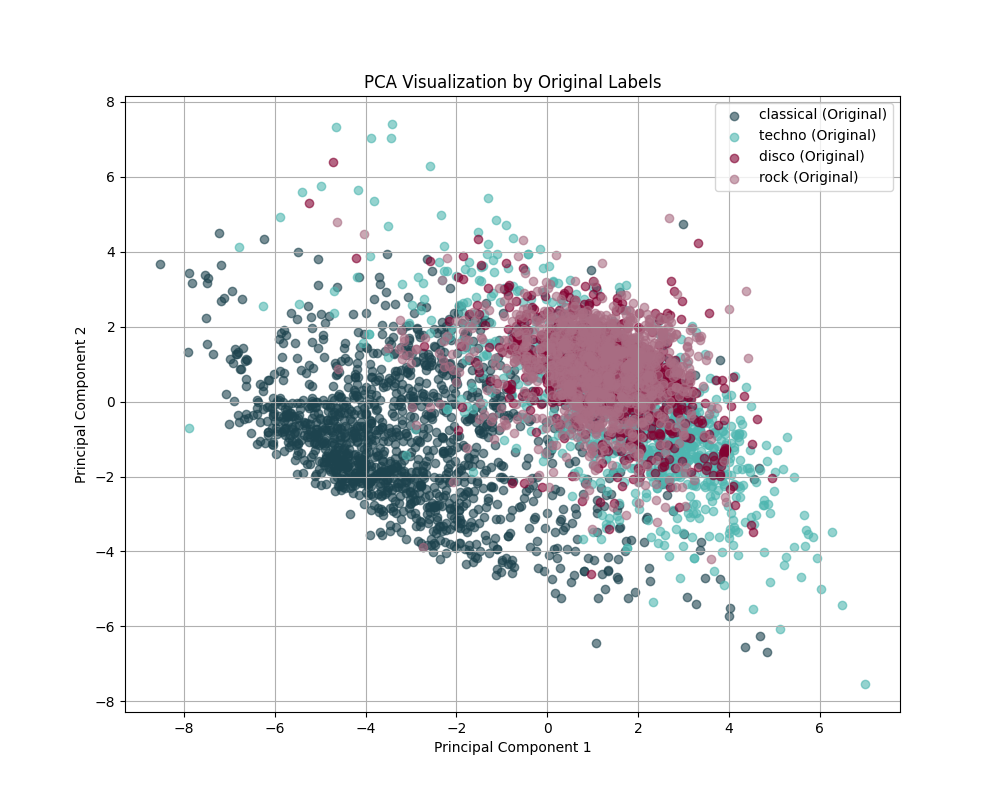 PCA Visualization by Original Labels
classical (Original)
techno (Original)
disco (Original)
rock (Original)
Principal Component 2
8
6
4
2
0
−2
−4
−6
−8
−8 −6 −4 −2 0 2 4 6
Principal Component 1